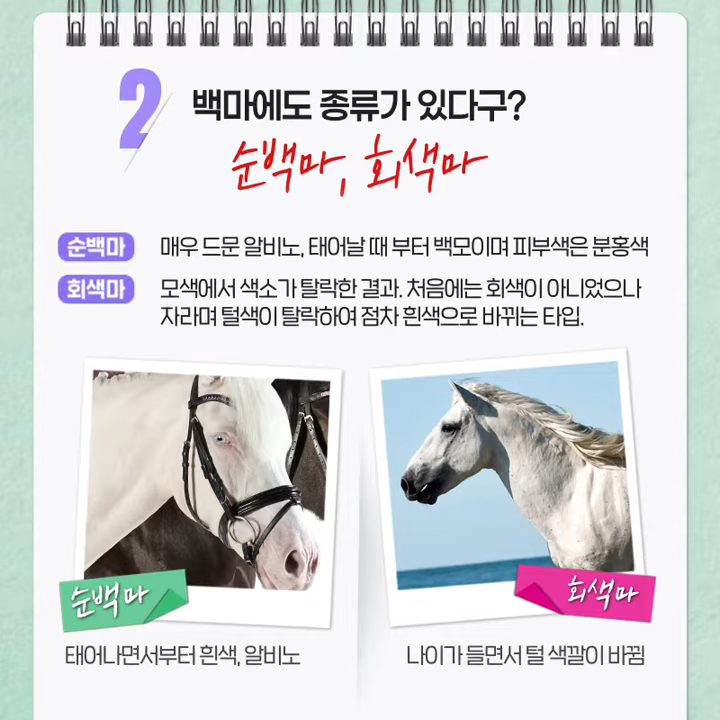 2
백마에도 종류가 있다구?
순백마, 회색마
순백마
매우 드문 알비노, 태어날 때 부터 백모이며 피부색은 분홍색
회색마
모색에서 색소가 탈락한 결과. 처음에는 회색이 아니었으나
자라며 털색이 탈락하여 점차 흰색으로 바뀌는 타입.
순백마
회색마
태어나면서부터 흰색, 알비노
나이가 들면서 털 색깔이 바뀜